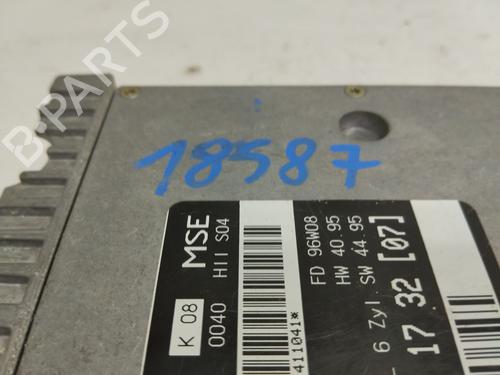 B-PARTS
18587
K 08
MSE
0040
HII S04
411041*
FD 96W08
HW 40.95
6 Zyl. SW 44.95
17 32 [07]